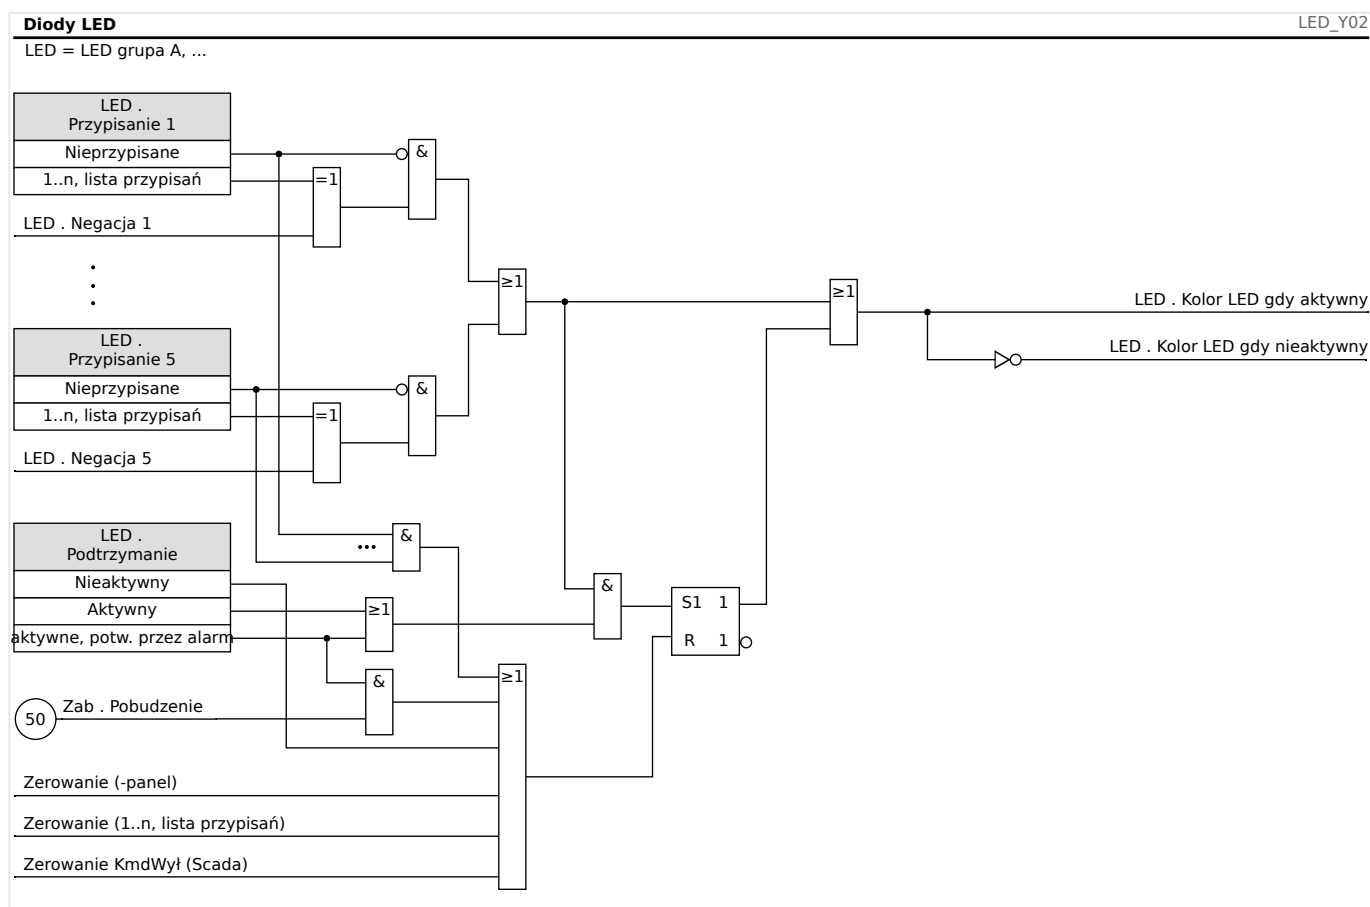 Diody LED
LED_Y02
LED = LED grupa A, ...
LED .
Przypisanie 1
Nieprzypisane
1..n, lista przypisań
LED . Negacja 1
&
=1
≥1
≥1
LED . Kolor LED gdy aktywny
LED . Kolor LED gdy nieaktywny
LED .
Przypisanie 5
Nieprzypisane
1..n, lista przypisań
LED . Negacja 5
&
=1
LED .
Podtrzymanie
Nieaktywny
Aktywny
aktywne, potw. przez alarm
&
≥1
&
S1 1
R 1
&
≥1
50
Zab . Pobudzenie
Zerowanie (-panel)
Zerowanie (1..n, lista przypisań)
Zerowanie KmdWył (Scada)